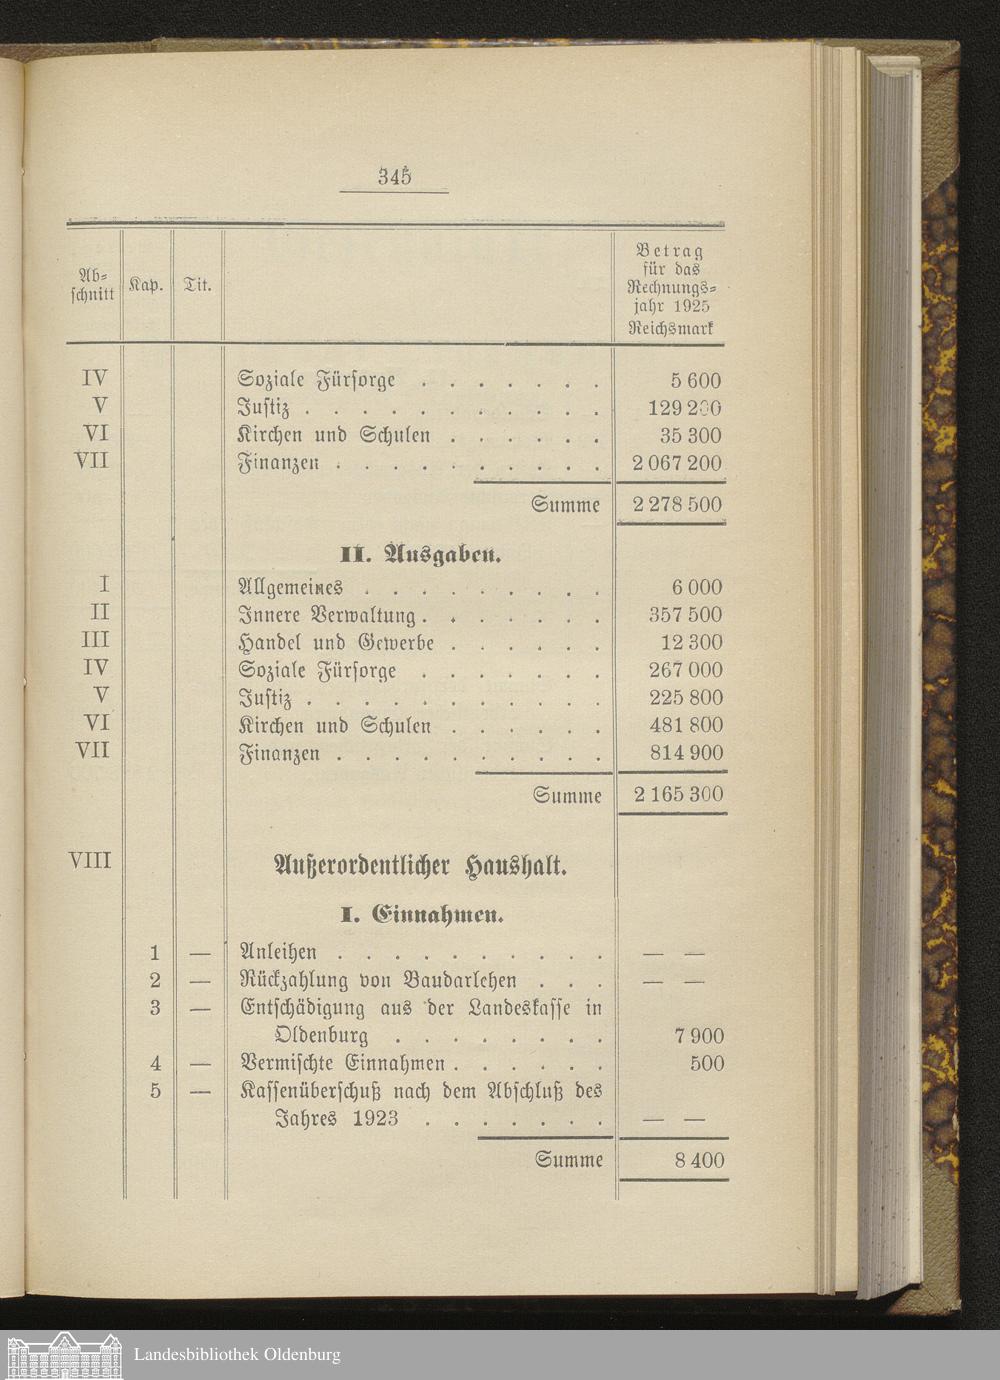 345
Ab-
schnitt
Kap.
Tit.
Betrag
für das
Rechnungs-
jahr 1925
Reichsmark
IV Soziale Fürsorge . . . . . . . 5 600
V Justiz . . . . . . . . . . . 129 200
VI Kirchen und Schulen . . . . . . 35 300
VII Finanzen . . . . . . . . . . 2 067 200
Summe 2 278 500
II. Ausgaben.
I Allgemeines . . . . . . . . . 6 000
II Innere Verwaltung . . . . . . . 357 500
III Handel und Gewerbe . . . . . . 12 300
IV Soziale Fürsorge . . . . . . . 267 000
V Justiz . . . . . . . . . . . 225 800
VI Kirchen und Schulen . . . . . . 481 800
VII Finanzen . . . . . . . . . . 814 900
Summe 2 165 300
VIII Außerordentlicher Haushalt.
I. Einnahmen.
1 — Anleihen . . . . . . . . . . — —
2 — Rückzahlung von Baudarlehen . . . — —
3 — Entschädigung aus der Landeskasse in
Oldenburg . . . . . . . . 7 900
4 — Vermischte Einnahmen . . . . . . 500
5 — Kassenüberschuß nach dem Abschluß des
Jahres 1923 . . . . . . . — —
Summe 8 400
Landesbibliothek Oldenburg